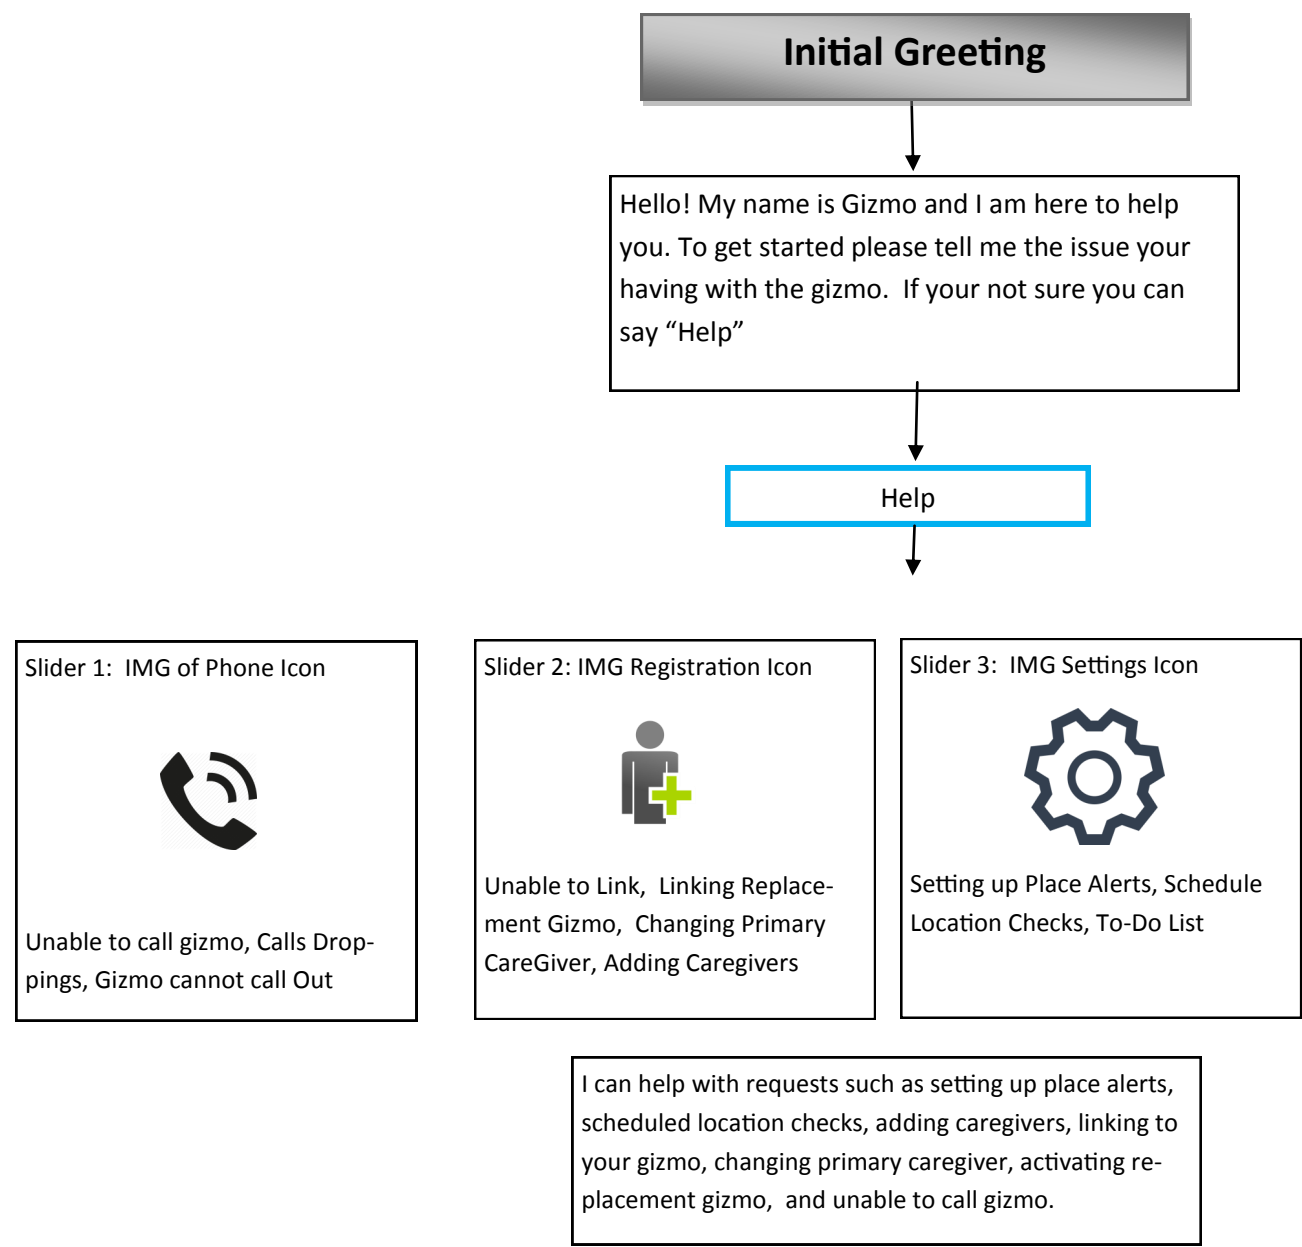 Initial Greeting
Hello! My name is Gizmo and I am here to help
you. To get started please tell me the issue your
having with the gizmo.  If your not sure you can
say “Help”
Help
Slider 1:  IMG of Phone Icon
Unable to call gizmo, Calls Drop-
pings, Gizmo cannot call Out
Slider 2: IMG Registration Icon
Unable to Link,  Linking Replace-
ment Gizmo,  Changing Primary
CareGiver, Adding Caregivers
Slider 3:  IMG Settings Icon
Setting up Place Alerts, Schedule
Location Checks, To-Do List
I can help with requests such as setting up place alerts,
scheduled location checks, adding caregivers, linking to
your gizmo, changing primary caregiver, activating re-
placement gizmo,  and unable to call gizmo.